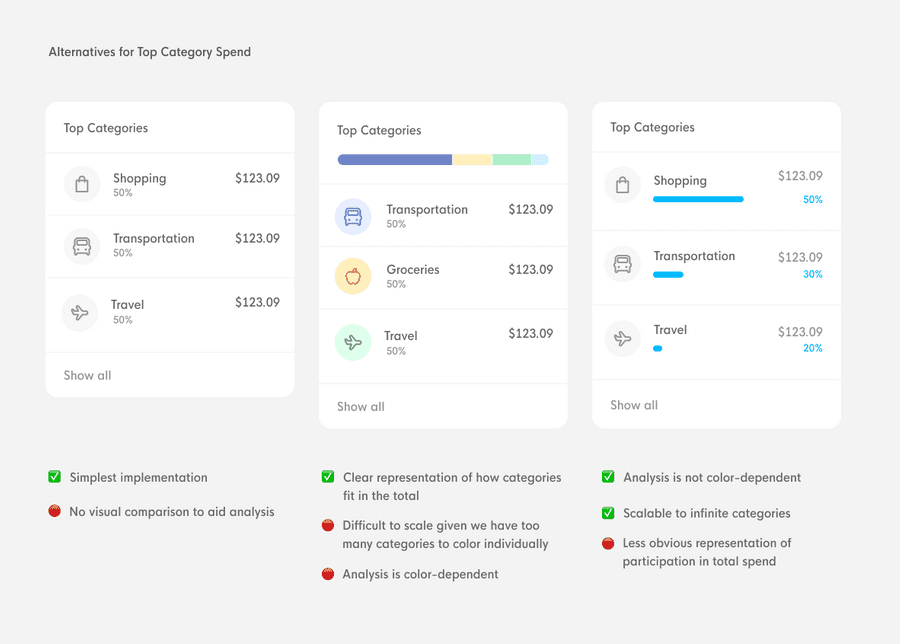 Alternatives for Top Category Spend
Top Categories
Shopping
50%
$123.09
Transportation
50%
$123.09
Travel
50%
$123.09
Show all
Simplest implementation
No visual comparison to aid analysis
Top Categories
Transportation
50%
$123.09
Groceries
50%
$123.09
Travel
50%
$123.09
Show all
Clear representation of how categories
fit in the total
Difficult to scale given we have too
many categories to color individually
Analysis is color-dependent
Top Categories
Shopping
$123.09
50%
Transportation
$123.09
30%
Travel
$123.09
20%
Show all
Analysis is not color-dependent
Scalable to infinite categories
Less obvious representation of
participation in total spend